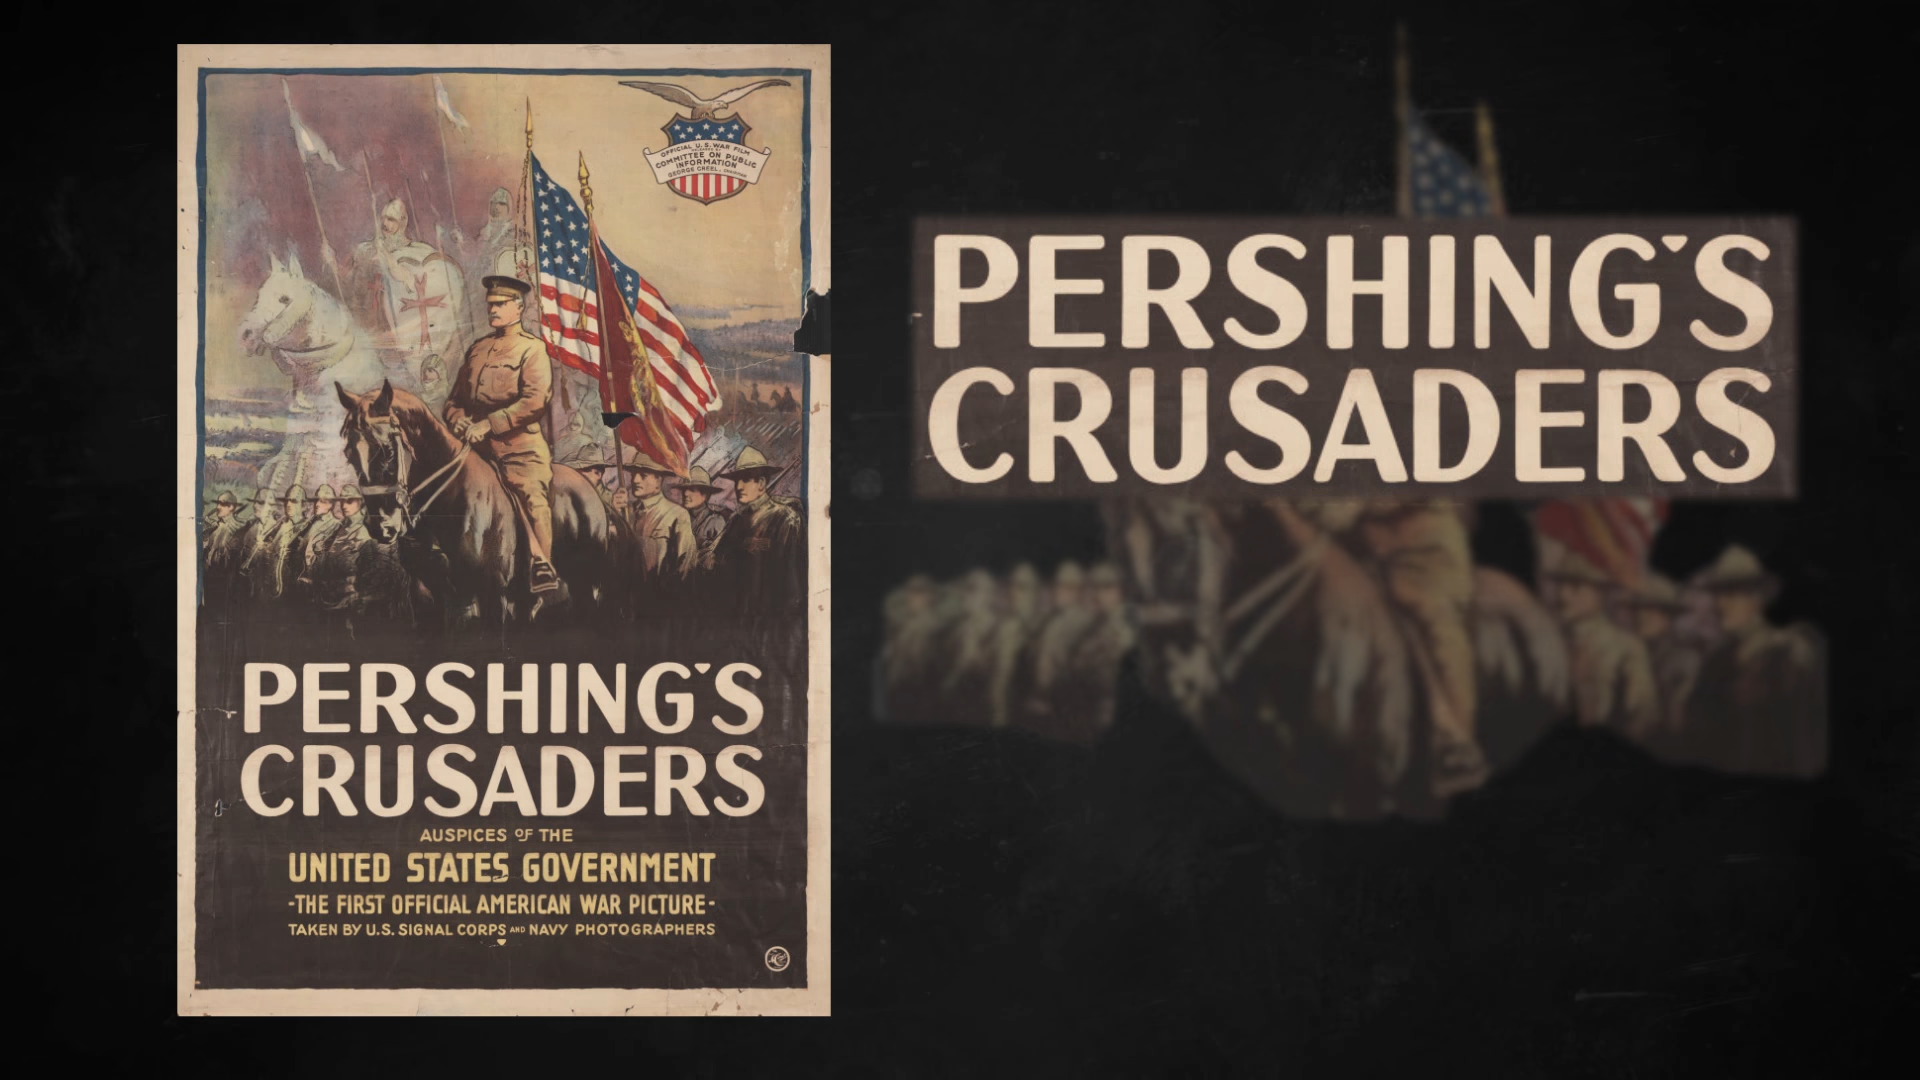 OFFICIAL U.S. WAR FILM
COMMITTEE ON PUBLIC
INFORMATION
GEORGE CREEL, CHAIRMAN
PERSHING'S
CRUSADERS
AUSPICES OF THE
UNITED STATES GOVERNMENT
-THE FIRST OFFICIAL AMERICAN WAR PICTURE-
TAKEN BY U.S. SIGNAL CORPS AND NAVY PHOTOGRAPHERS
PERSHING'S
CRUSADERS